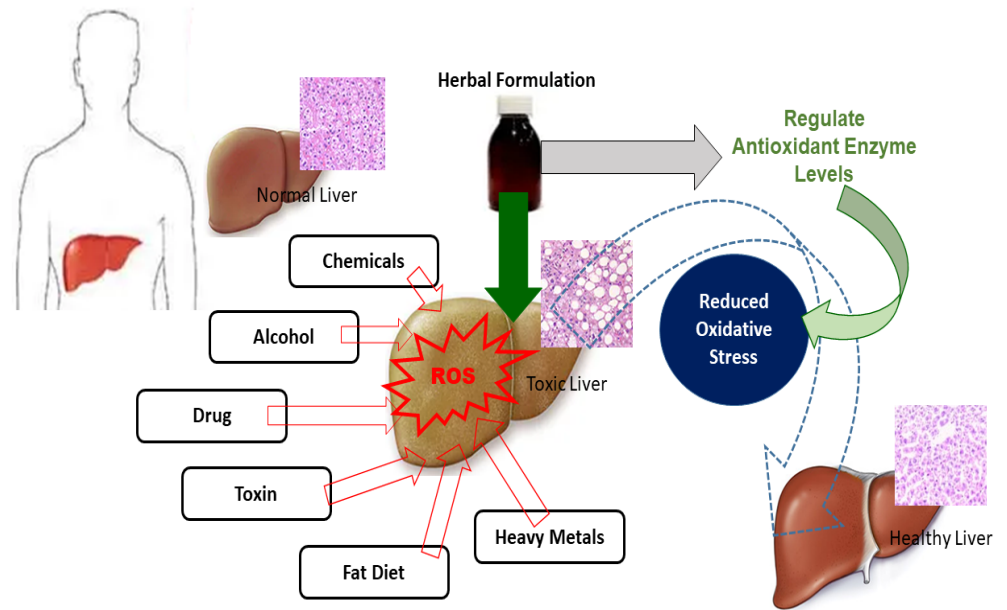 Herbal Formulation
Regulate
Antioxidant Enzyme
Levels
Normal Liver
Chemicals
Alcohol
Reduced
Oxidative
Stress
ROS
Toxic Liver
Drug
Toxin
Heavy Metals
Healthy Liver
Fat Diet